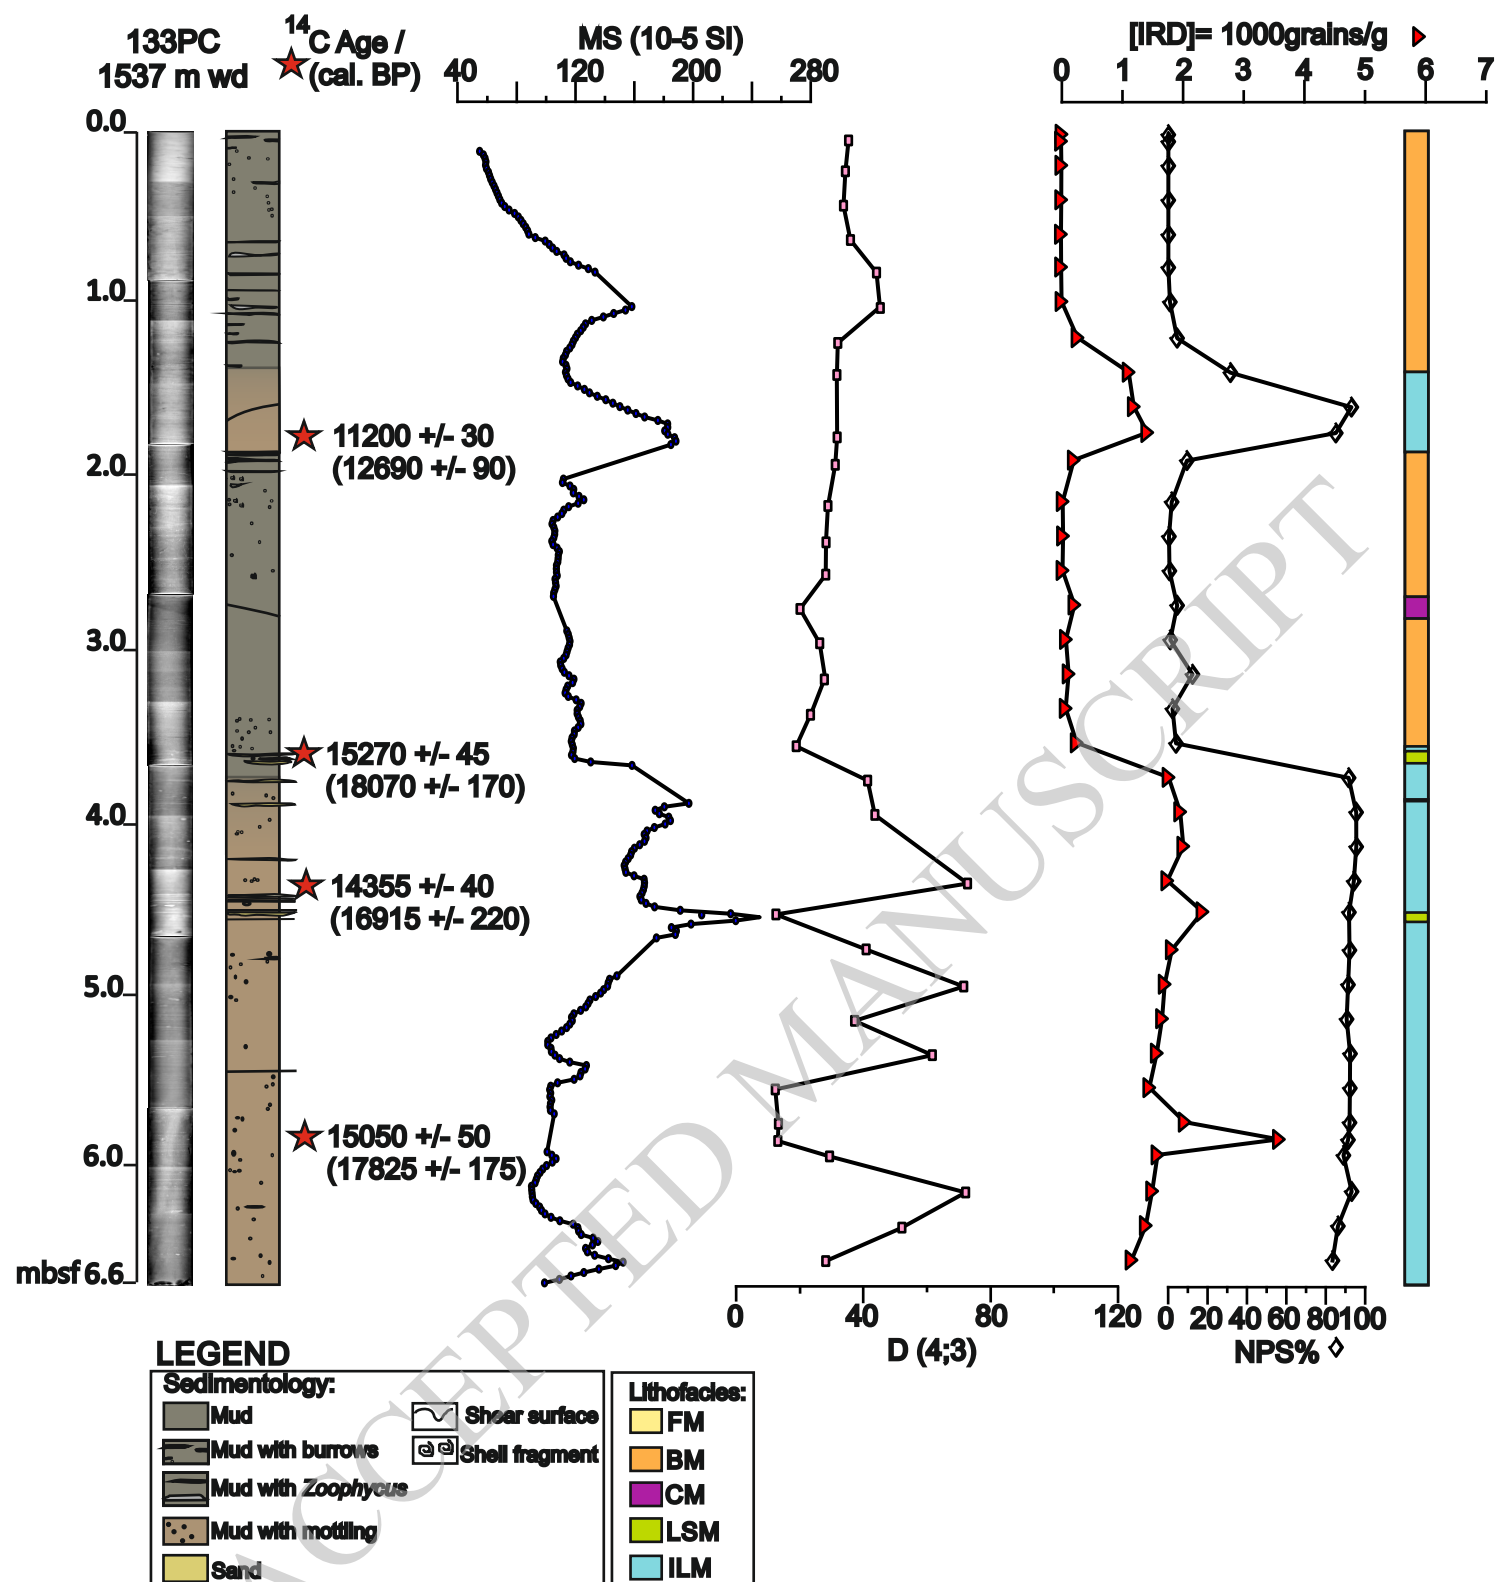 133PC
1537 m wd
14C Age /
(cal. BP)
MS (10-5 SI)
40 120 200 280
[IRD]= 1000grains/g
0 1 2 3 4 5 6 7
0.0
1.0
2.0
3.0
4.0
5.0
6.0
mbsf 6.6
11200 +/- 30
(12690 +/- 90)
15270 +/- 45
(18070 +/- 170)
14355 +/- 40
(16915 +/- 220)
15050 +/- 50
(17825 +/- 175)
0 40 80 120
D (4;3)
0 20 40 60 80 100
NPS%
LEGEND
Sedimentology:
Mud
Mud with burrows
Mud with Zoophycus
Mud with mottling
Sand
Shear surface
Shell fragment
Lithofacies:
FM
BM
CM
LSM
ILM
ACCEPTED MANUSCRIPT